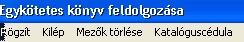 Egykötetes könyv feldolgozása
Rögzít Kilép Mezők törlése Katalóguscédula